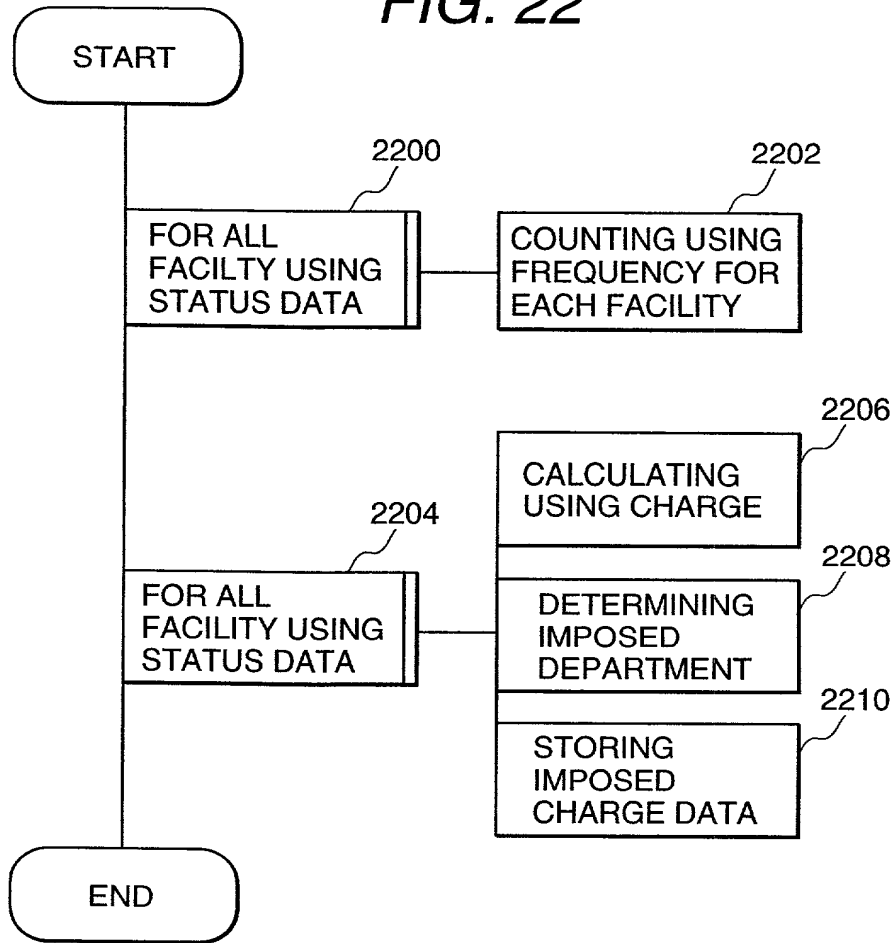 FIG. 22
START
2200
FOR ALL
FACILTY USING
STATUS DATA
2202
COUNTING USING
FREQUENCY FOR
EACH FACILITY
2204
FOR ALL
FACILITY USING
STATUS DATA
2206
CALCULATING
USING CHARGE
2208
DETERMINING
IMPOSED
DEPARTMENT
2210
STORING
IMPOSED
CHARGE DATA
END